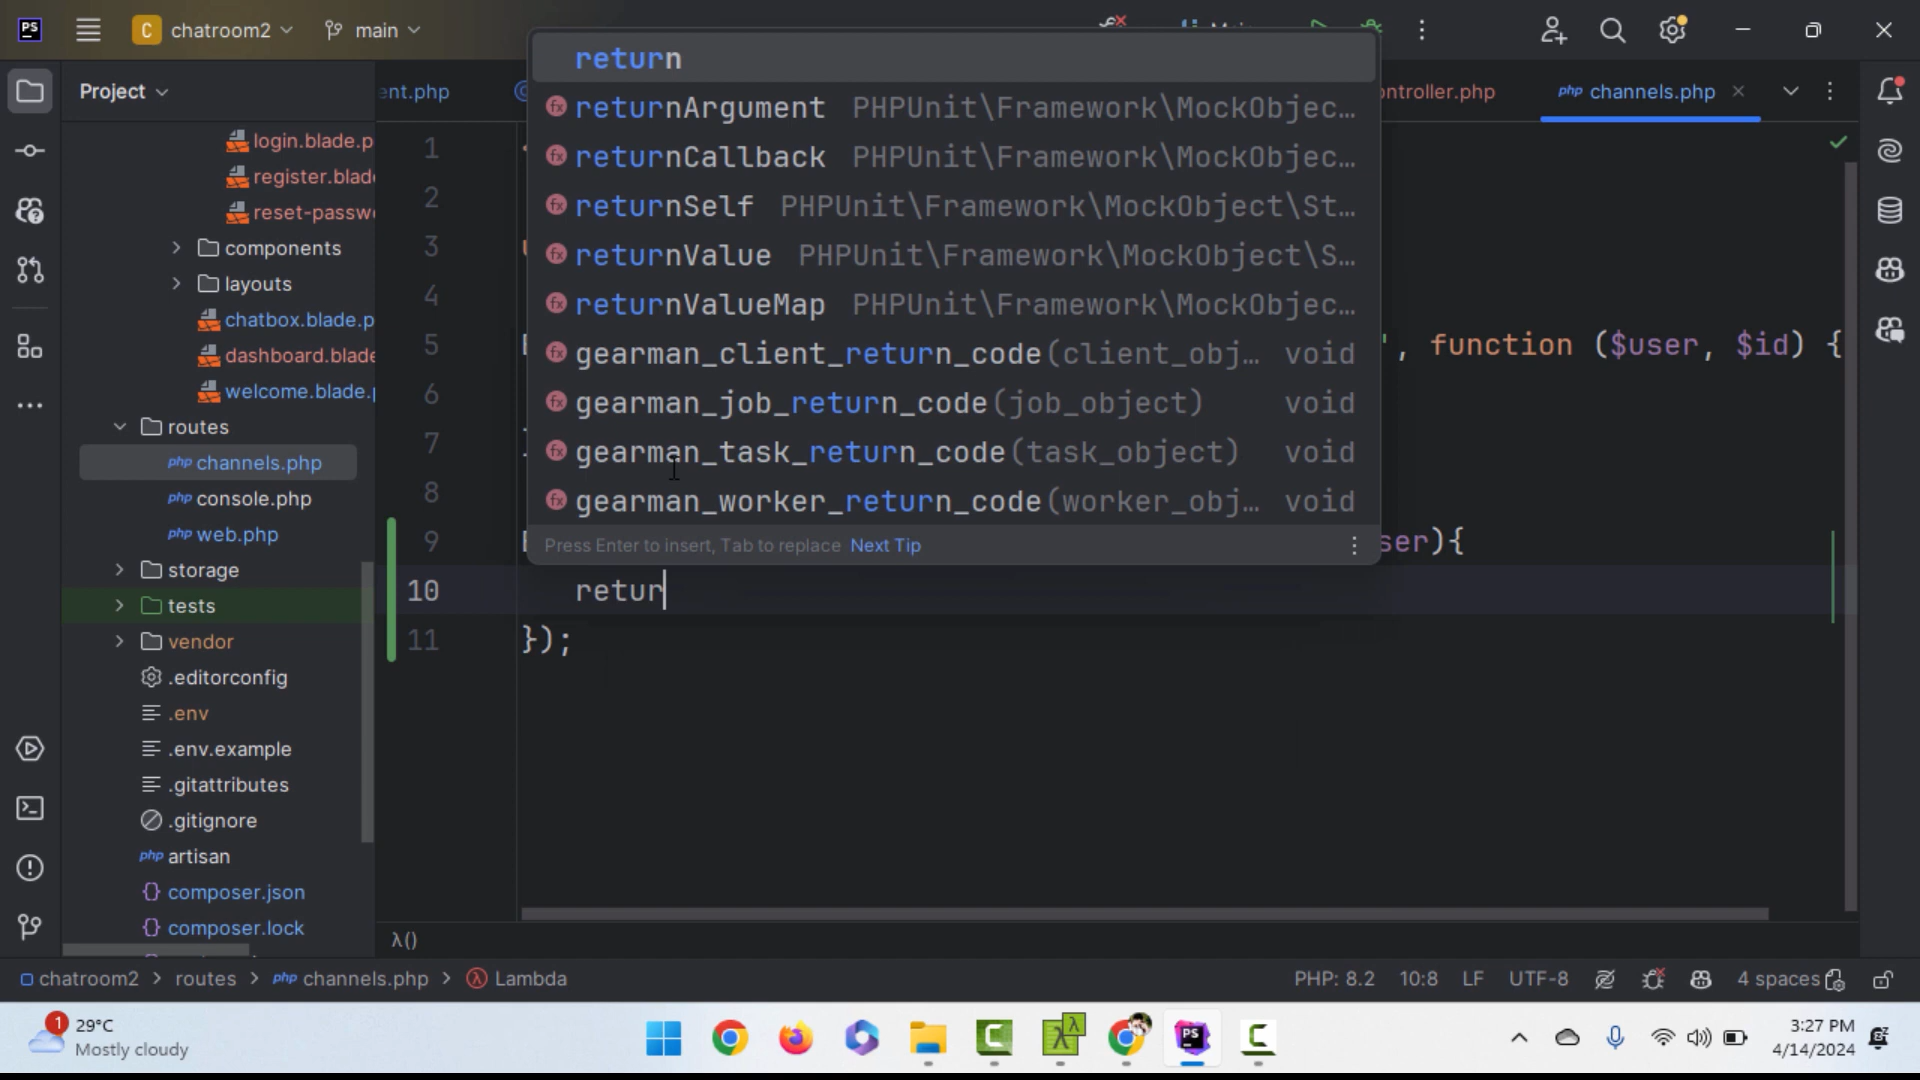 PS
C chatroom2
main
Project
ent.php
ontroller.php
php channels.php
login.blade.p
register.blade
reset-passw
components
layouts
chatbox.blade.p
dashboard.blade
welcome.blade.
routes
php channels.php
php console.php
php web.php
storage
tests
vendor
.editorconfig
.env
.env.example
.gitattributes
.gitignore
php artisan
{} composer.json
{} composer.lock
return
returnArgument PHPUnit\Framework\MockObjec…
returnCallback PHPUnit\Framework\MockObjec…
returnSelf PHPUnit\Framework\MockObject\St…
returnValue PHPUnit\Framework\MockObject\S…
returnValueMap PHPUnit\Framework\MockObjec…
gearman_client_return_code(client_obj… void
gearman_job_return_code(job_object) void
gearman_task_return_code(task_object) void
gearman_worker_return_code(worker_obj… void
Press Enter to insert, Tab to replace Next Tip
1
2
3
4
5 ', function ($user, $id) {
6
7
8
9 ser){
10 retur
11 });
λ()
chatroom2 > routes > php channels.php > λ Lambda
PHP: 8.2 10:8 LF UTF-8 4 spaces
1 29°C
Mostly cloudy
3:27 PM
4/14/2024